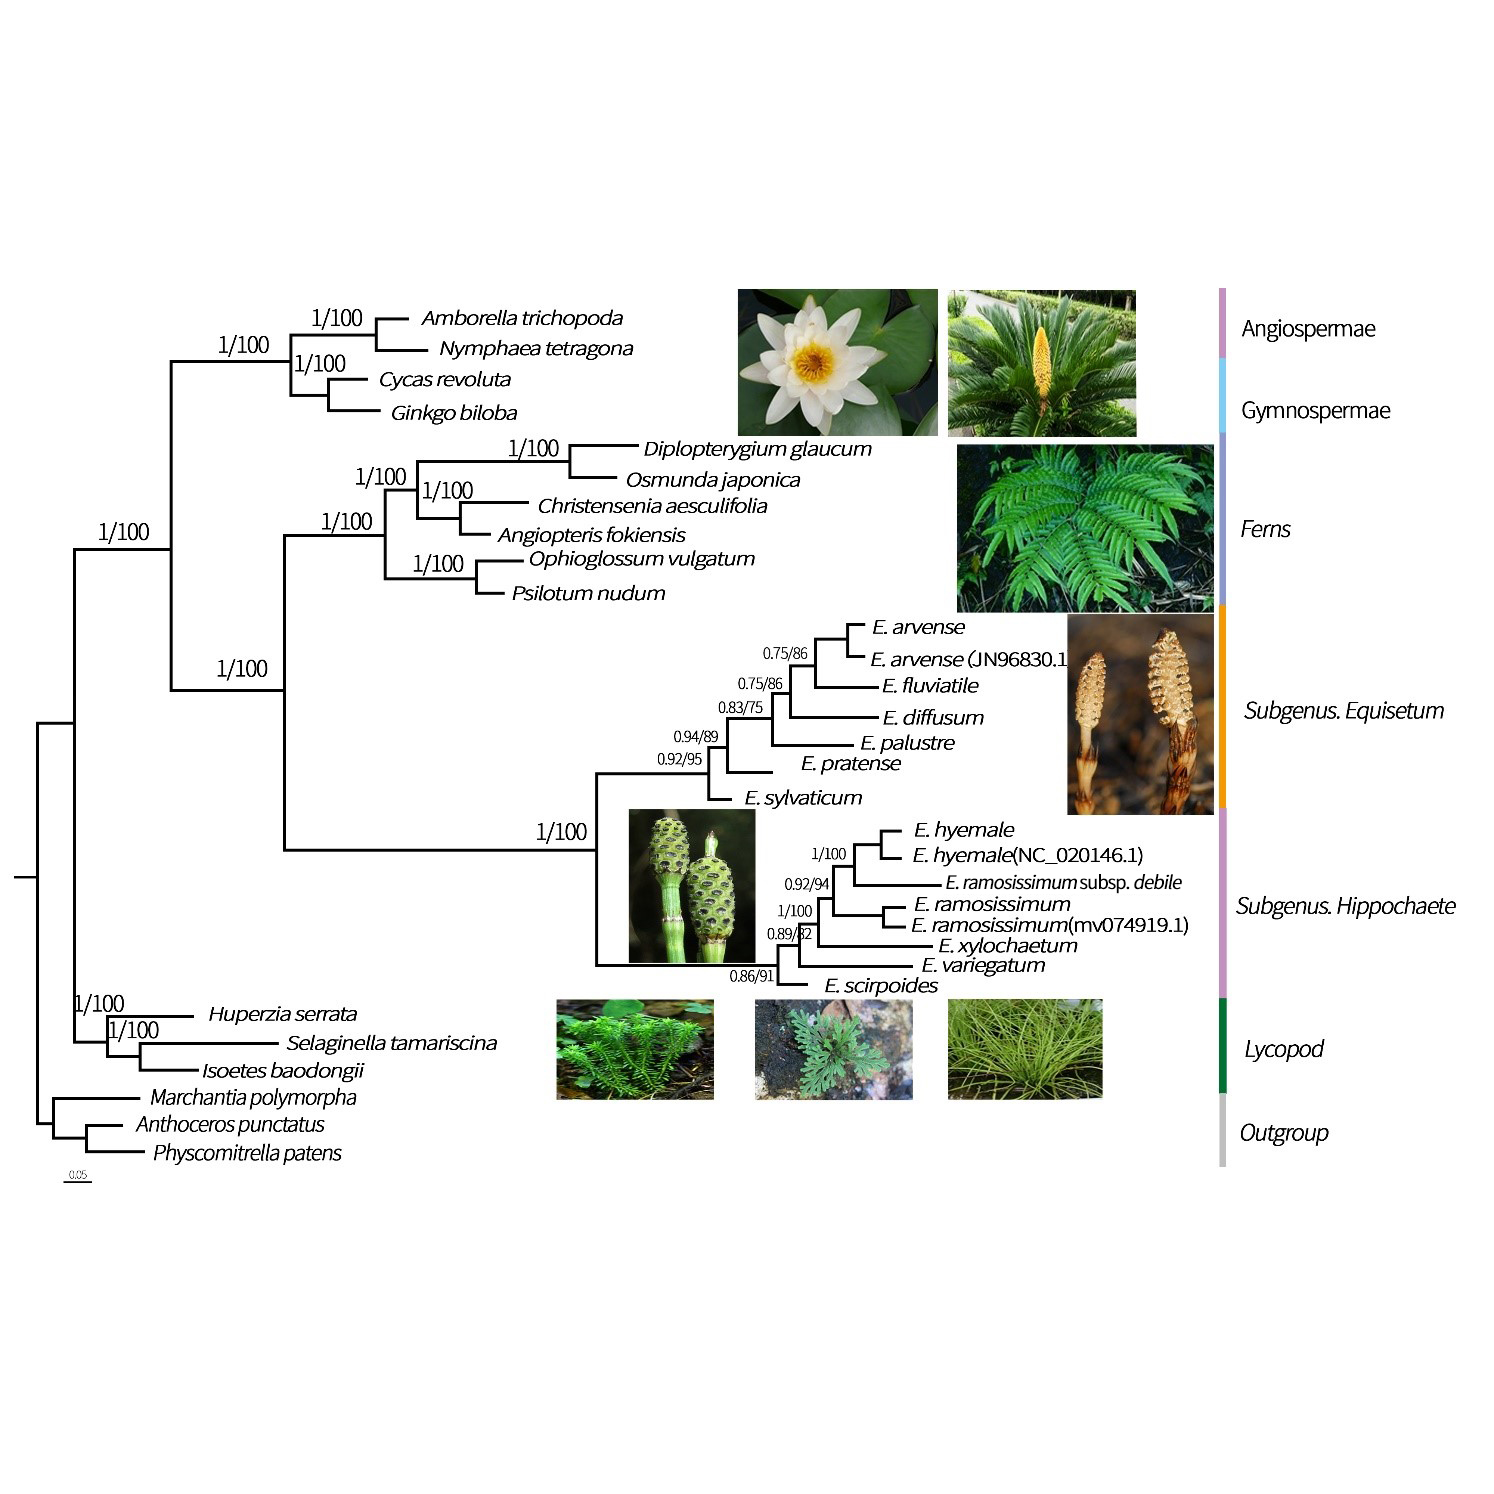 1/100
Amborella trichopoda
Nymphaea tetragona
1/100
1/100
Cycas revoluta
Ginkgo biloba
Angiospermae
Gymnospermae
1/100
Diplopterygium glaucum
Osmunda japonica
1/100
1/100
Christensenia aesculifolia
Angiopteris fokiensis
1/100
1/100
Ophioglossum vulgatum
Psilotum nudum
1/100
Ferns
1/100
E. arvense
E. arvense (JN96830.1
0.75/86
E. fluviatile
0.75/86
E. diffusum
0.83/75
E. palustre
0.94/89
E. pratense
0.92/95
E. sylvaticum
Subgenus. Equisetum
1/100
E. hyemale
E. hyemale(NC_020146.1)
1/100
E. ramosissimum subsp. debile
0.92/94
E. ramosissimum
E. ramosissimum(mv074919.1)
1/100
E. xylochaetum
0.89/82
E. variegatum
0.86/91
E. scirpoides
Subgenus. Hippochaete
1/100
Huperzia serrata
1/100
Selaginella tamariscina
Isoetes baodongii
Lycopod
Marchantia polymorpha
Anthoceros punctatus
Physcomitrella patens
Outgroup
0.05